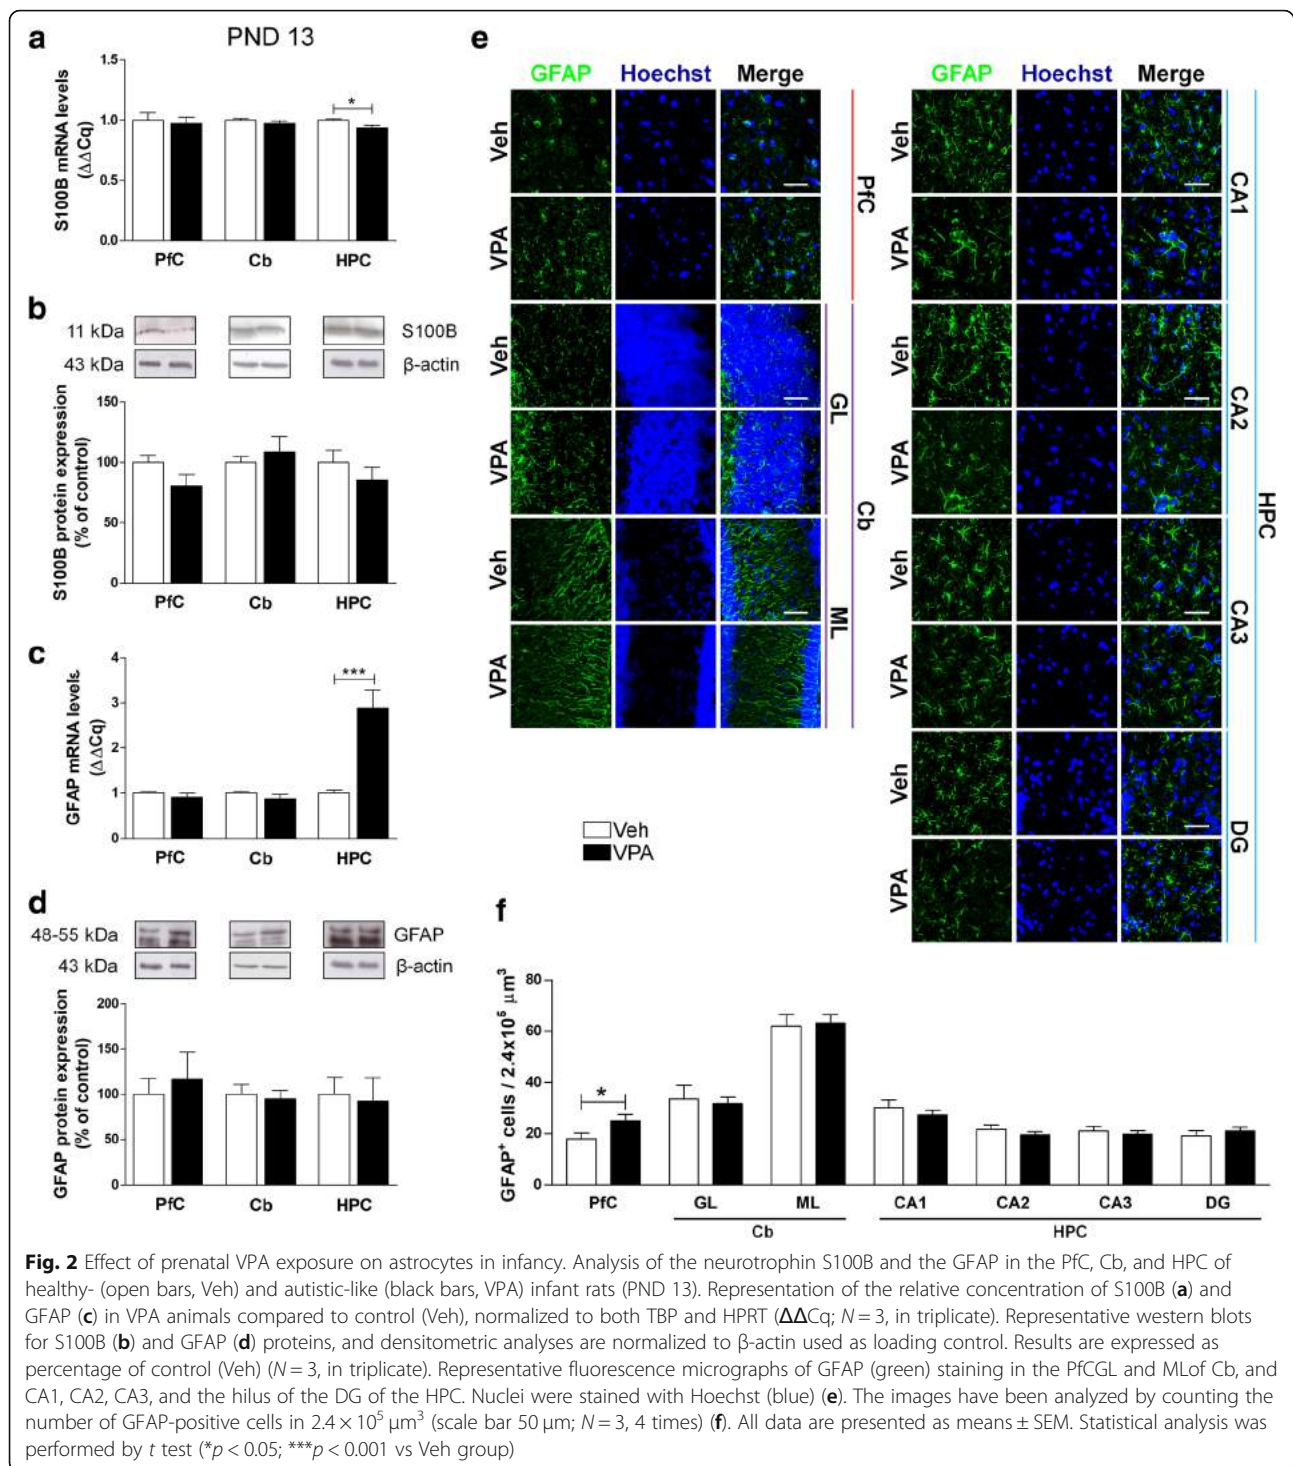 a
PND 13
S100B mRNA levels
(ΔΔCq)
1.5
1.0
0.5
0.0
*
PfC Cb HPC
b
11 kDa S100B
43 kDa β-actin
S100B protein expression
(% of control)
150
100
50
0
PfC Cb HPC
c
GFAP mRNA levels
(ΔΔCq)
4
3
2
1
0
***
PfC Cb HPC
d
48-55 kDa GFAP
43 kDa β-actin
GFAP protein expression
(% of control)
200
150
100
50
0
PfC Cb HPC
e
GFAP Hoechst Merge
Veh
VPA
PfC
Veh
VPA
GL
Veh
VPA
ML
Cb
GFAP Hoechst Merge
Veh
VPA
CA1
Veh
VPA
CA2
Veh
VPA
CA3
Veh
VPA
DG
HPC
Veh
VPA
f
GFAP⁺ cells / 2.4x10⁵ µm³
80
60
40
20
0
*
PfC GL ML CA1 CA2 CA3 DG
Cb HPC
Fig. 2 Effect of prenatal VPA exposure on astrocytes in infancy. Analysis of the neurotrophin S100B and the GFAP in the PfC, Cb, and HPC of
healthy- (open bars, Veh) and autistic-like (black bars, VPA) infant rats (PND 13). Representation of the relative concentration of S100B (a) and
GFAP (c) in VPA animals compared to control (Veh), normalized to both TBP and HPRT (ΔΔCq; N = 3, in triplicate). Representative western blots
for S100B (b) and GFAP (d) proteins, and densitometric analyses are normalized to β-actin used as loading control. Results are expressed as
percentage of control (Veh) (N = 3, in triplicate). Representative fluorescence micrographs of GFAP (green) staining in the PfCGL and MLof Cb, and
CA1, CA2, CA3, and the hilus of the DG of the HPC. Nuclei were stained with Hoechst (blue) (e). The images have been analyzed by counting the
number of GFAP-positive cells in 2.4 × 10⁵ µm³ (scale bar 50 µm; N = 3, 4 times) (f). All data are presented as means ± SEM. Statistical analysis was
performed by t test (*p < 0.05; ***p < 0.001 vs Veh group)